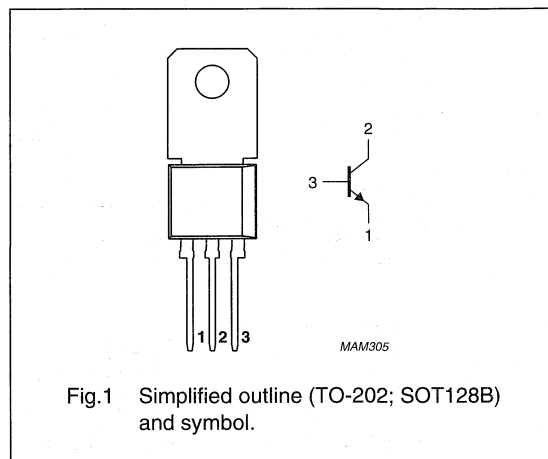 2
3
1
1 2 3
MAM305
Fig.1 Simplified outline (TO-202; SOT128B)
and symbol.